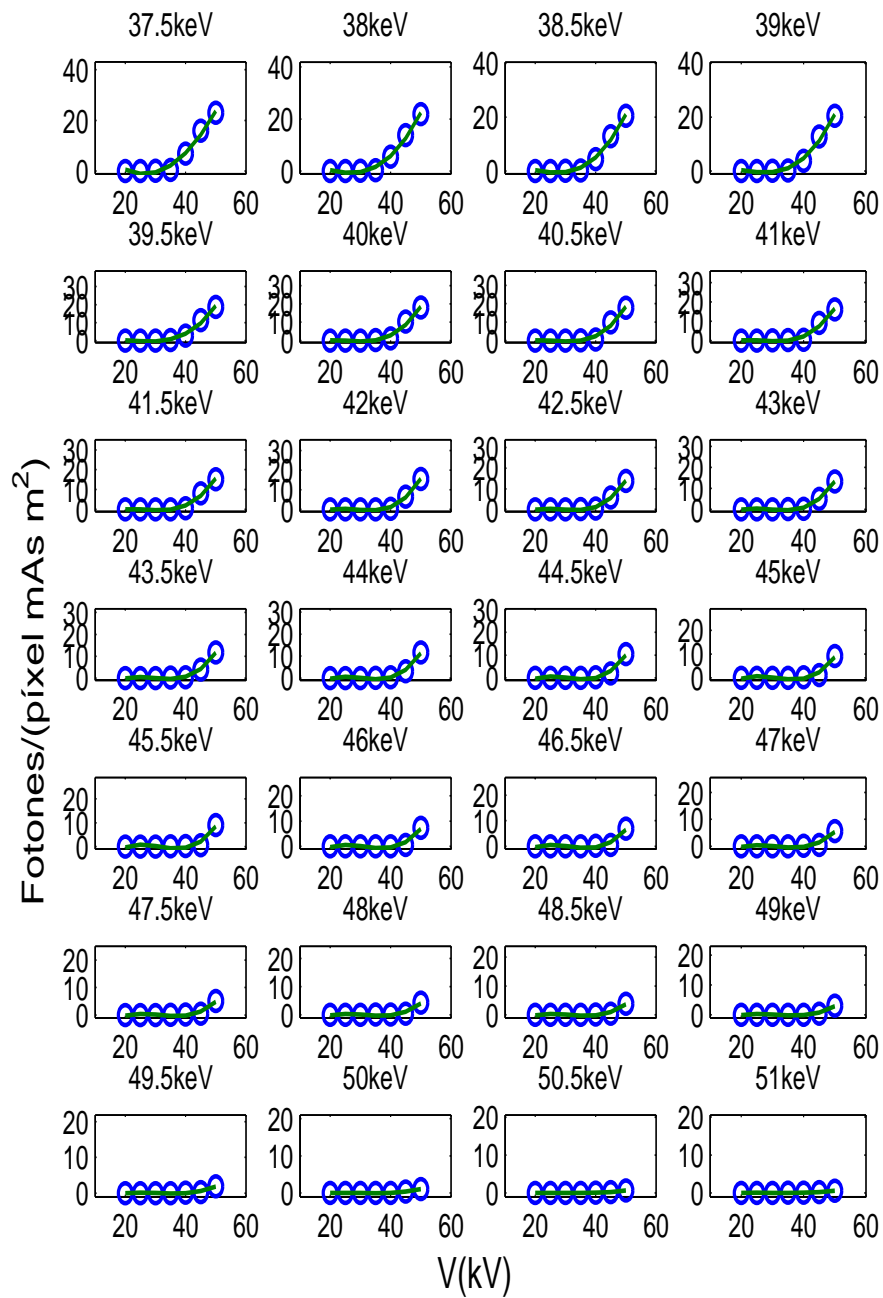 37.5keV 38keV 38.5keV 39keV
40 40 40 40
20 20 20 20
0 0 0 0
20 40 60 20 40 60 20 40 60 20 40 60
39.5keV 40keV 40.5keV 41keV
30 30 30 30
20 20 20 20
10 10 10 10
0 0 0 0
20 40 60 20 40 60 20 40 60 20 40 60
41.5keV 42keV 42.5keV 43keV
30 30 30 30
20 20 20 20
10 10 10 10
0 0 0 0
20 40 60 20 40 60 20 40 60 20 40 60
43.5keV 44keV 44.5keV 45keV
30 30 30
20 20 20 20
10 10 10 10
0 0 0 0
20 40 60 20 40 60 20 40 60 20 40 60
45.5keV 46keV 46.5keV 47keV
20 20 20 20
10 10 10 10
0 0 0 0
20 40 60 20 40 60 20 40 60 20 40 60
47.5keV 48keV 48.5keV 49keV
20 20 20 20
10 10 10 10
0 0 0 0
20 40 60 20 40 60 20 40 60 20 40 60
49.5keV 50keV 50.5keV 51keV
20 20 20 20
10 10 10 10
0 0 0 0
20 40 60 20 40 60 20 40 60 20 40 60
Fotones/(píxel mAs m²)
V(kV)